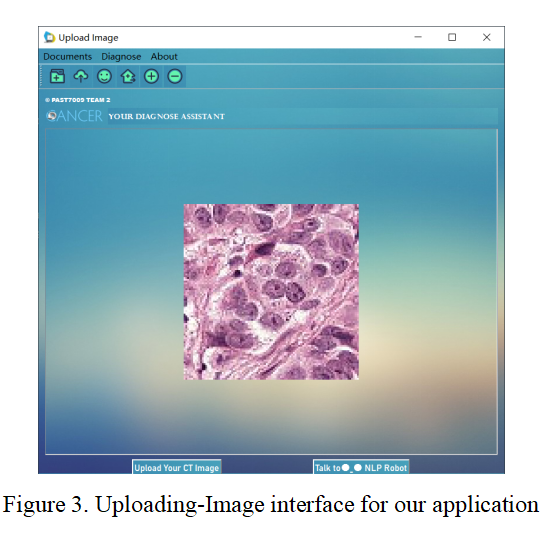 Upload Image
Documents Diagnose About
© PAST7009 TEAM 2
CANCER YOUR DIAGNOSE ASSISTANT
Upload Your CT Image
Talk to NLP Robot
Figure 3. Uploading-Image interface for our application